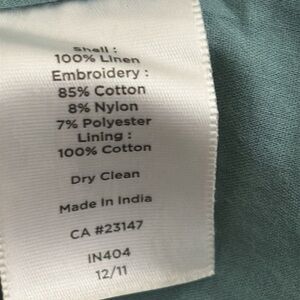 Shell :
100% Linen
Embroidery :
85% Cotton
8% Nylon
7% Polyester
Lining :
100% Cotton
Dry Clean
Made In India
CA #23147
IN404
12/11